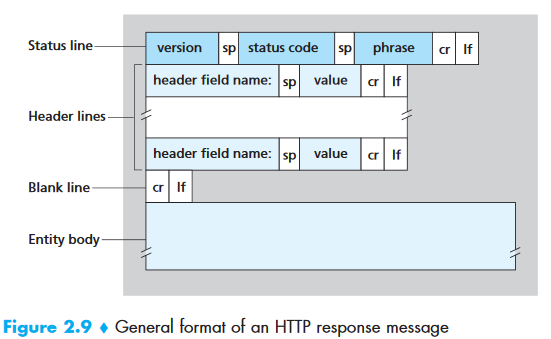 Status line
version sp status code sp phrase cr lf
header field name: sp value cr lf
Header lines
header field name: sp value cr lf
Blank line
cr lf
Entity body
Figure 2.9 ♦ General format of an HTTP response message